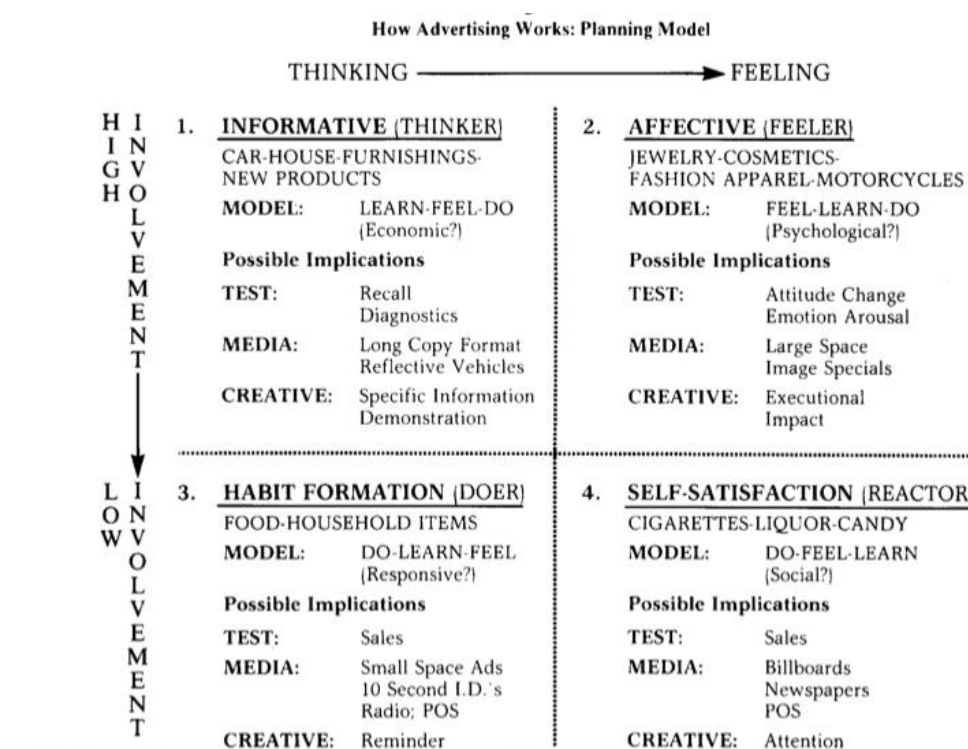 How Advertising Works: Planning Model
THINKING FEELING
HIGH INVOLVEMENT
1. INFORMATIVE (THINKER)
CAR-HOUSE-FURNISHINGS-
NEW PRODUCTS
MODEL: LEARN-FEEL-DO
(Economic?)
Possible Implications
TEST: Recall
Diagnostics
MEDIA: Long Copy Format
Reflective Vehicles
CREATIVE: Specific Information
Demonstration
2. AFFECTIVE (FEELER)
JEWELRY-COSMETICS-
FASHION APPAREL-MOTORCYCLES
MODEL: FEEL-LEARN-DO
(Psychological?)
Possible Implications
TEST: Attitude Change
Emotion Arousal
MEDIA: Large Space
Image Specials
CREATIVE: Executional
Impact
LOW INVOLVEMENT
3. HABIT FORMATION (DOER)
FOOD-HOUSEHOLD ITEMS
MODEL: DO-LEARN-FEEL
(Responsive?)
Possible Implications
TEST: Sales
MEDIA: Small Space Ads
10 Second I.D.'s
Radio; POS
CREATIVE: Reminder
4. SELF-SATISFACTION (REACTOR
CIGARETTES-LIQUOR-CANDY
MODEL: DO-FEEL-LEARN
(Social?)
Possible Implications
TEST: Sales
MEDIA: Billboards
Newspapers
POS
CREATIVE: Attention